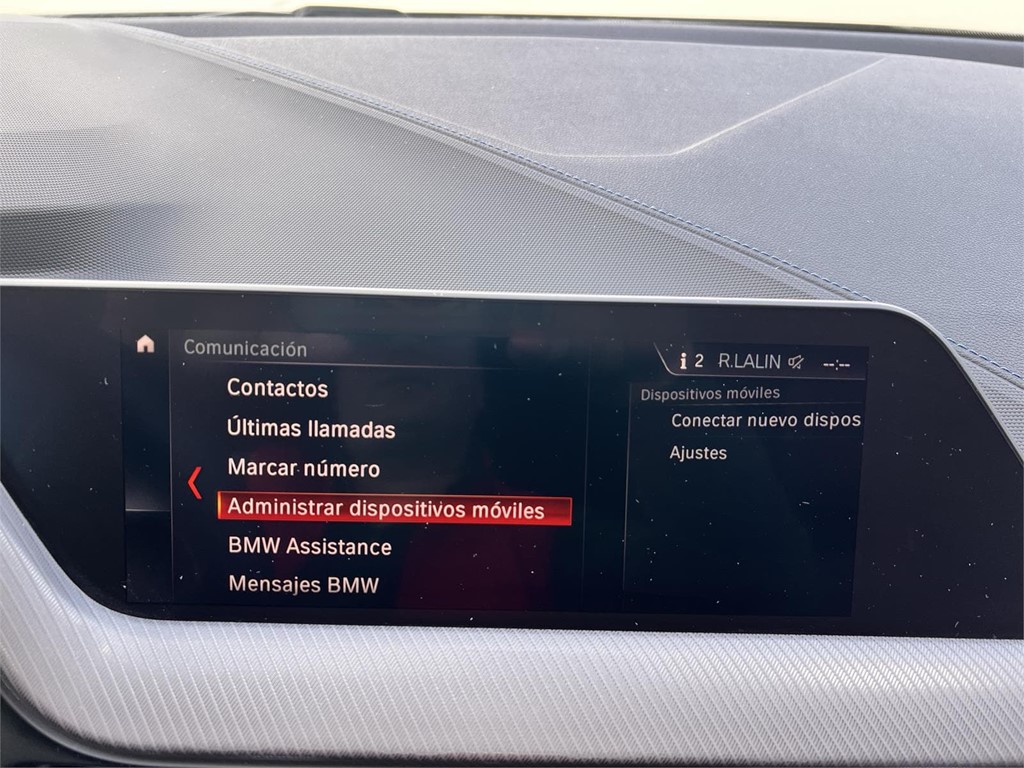 Comunicación
Contactos
Últimas llamadas
Marcar número
Administrar dispositivos móviles
BMW Assistance
Mensajes BMW
i 2 R.LALIN --:--
Dispositivos móviles
Conectar nuevo dispos
Ajustes